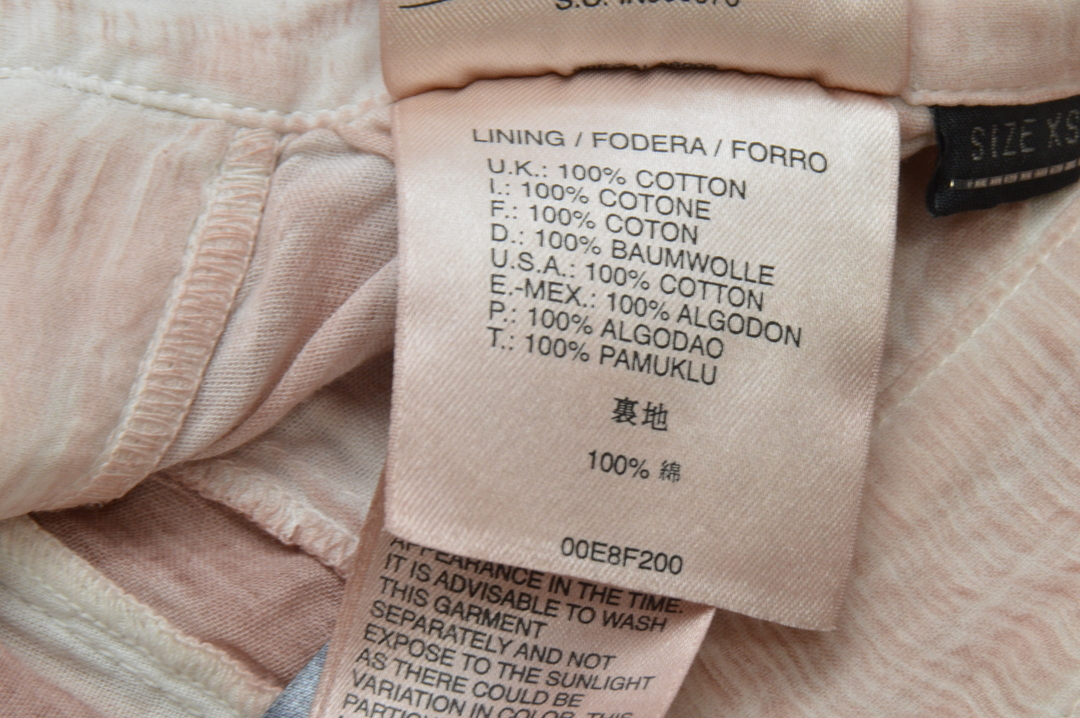 LINING / FODERA / FORRO
U.K.: 100% COTTON
I.: 100% COTONE
F.: 100% COTON
D.: 100% BAUMWOLLE
U.S.A.: 100% COTTON
E.-MEX.: 100% ALGODON
P.: 100% ALGODAO
T.: 100% PAMUKLU
裏地
100% 綿
00E8F200
SIZE XS
APPEARANCE IN THE TIME.
IT IS ADVISABLE TO WASH
THIS GARMENT
SEPARATELY AND NOT
EXPOSE TO THE SUNLIGHT
AS THERE COULD BE
VARIATION IN COLOR. THIS